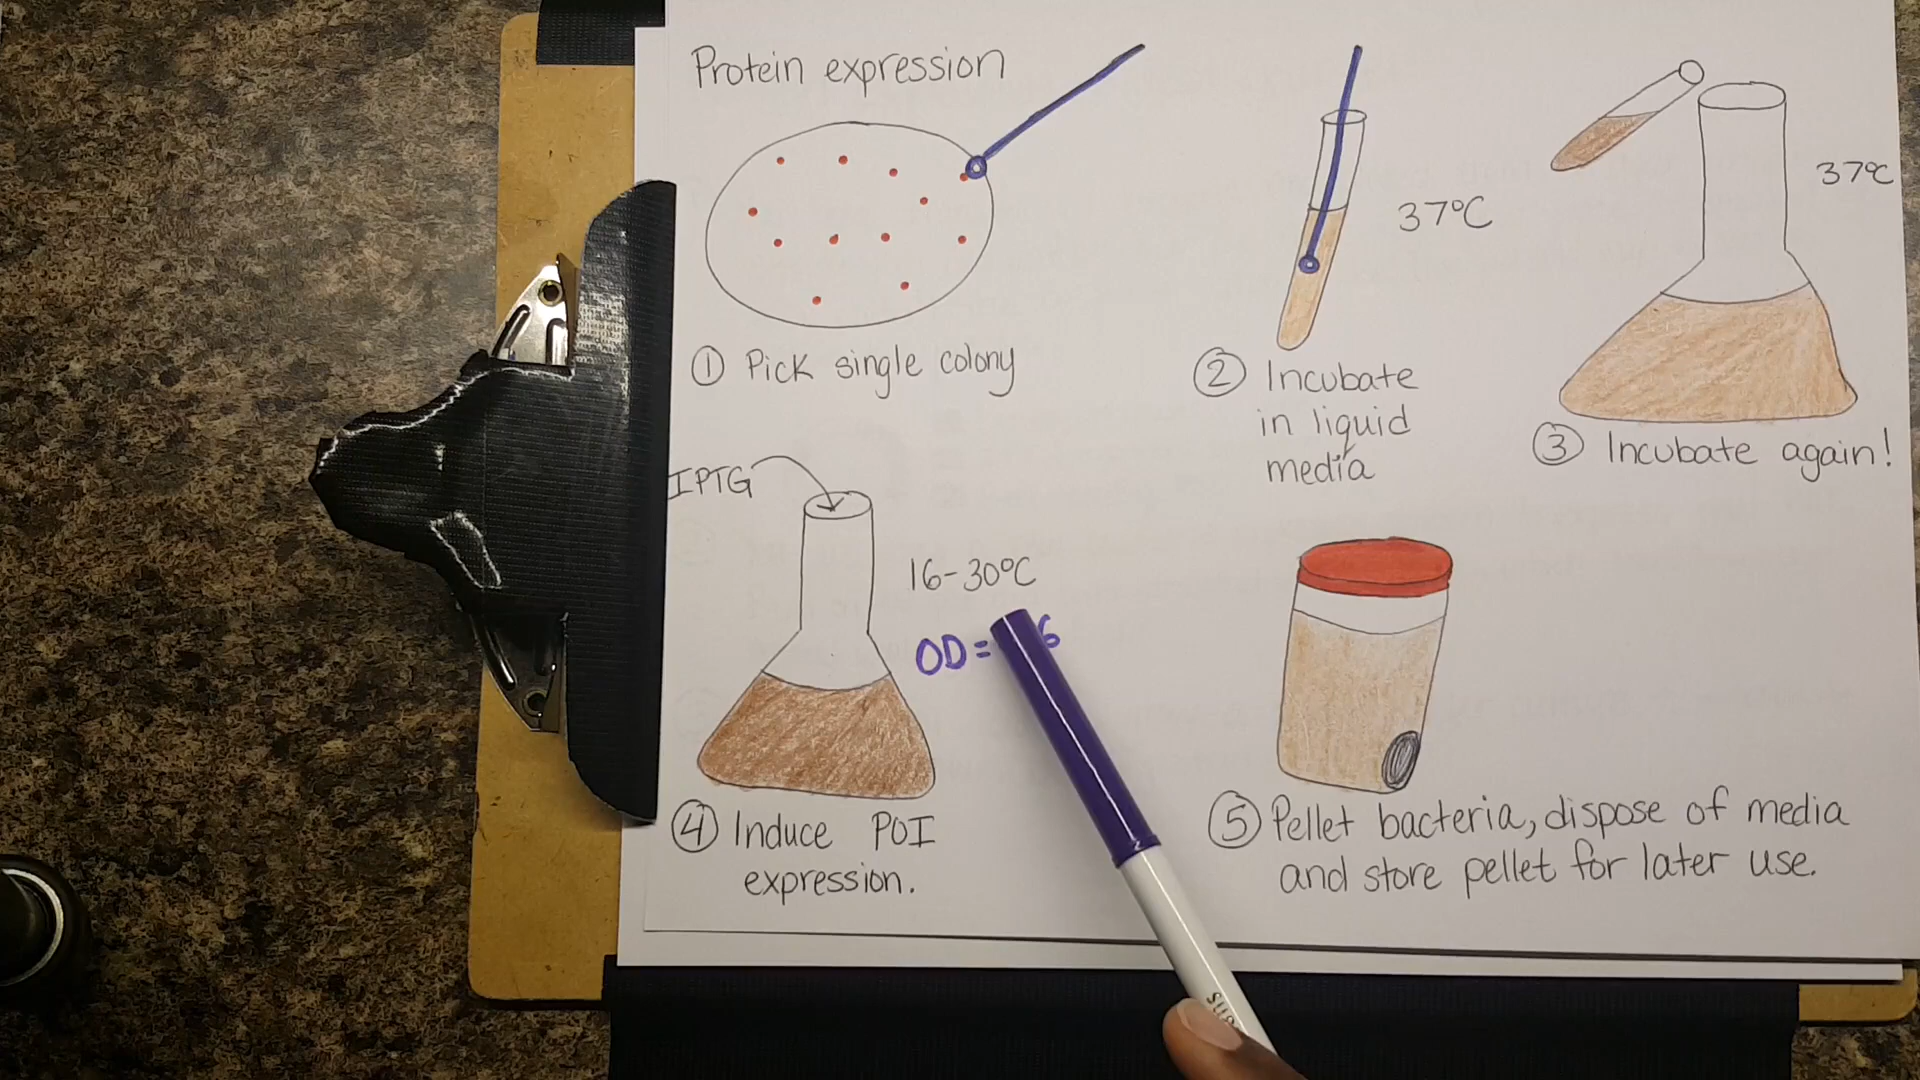 Protein expression
① Pick single colony
37°C
② Incubate
in liquid
media
37°C
③ Incubate again!
IPTG
16-30°C
OD = 6
④ Induce POI
expression.
⑤ Pellet bacteria, dispose of media
and store pellet for later use.